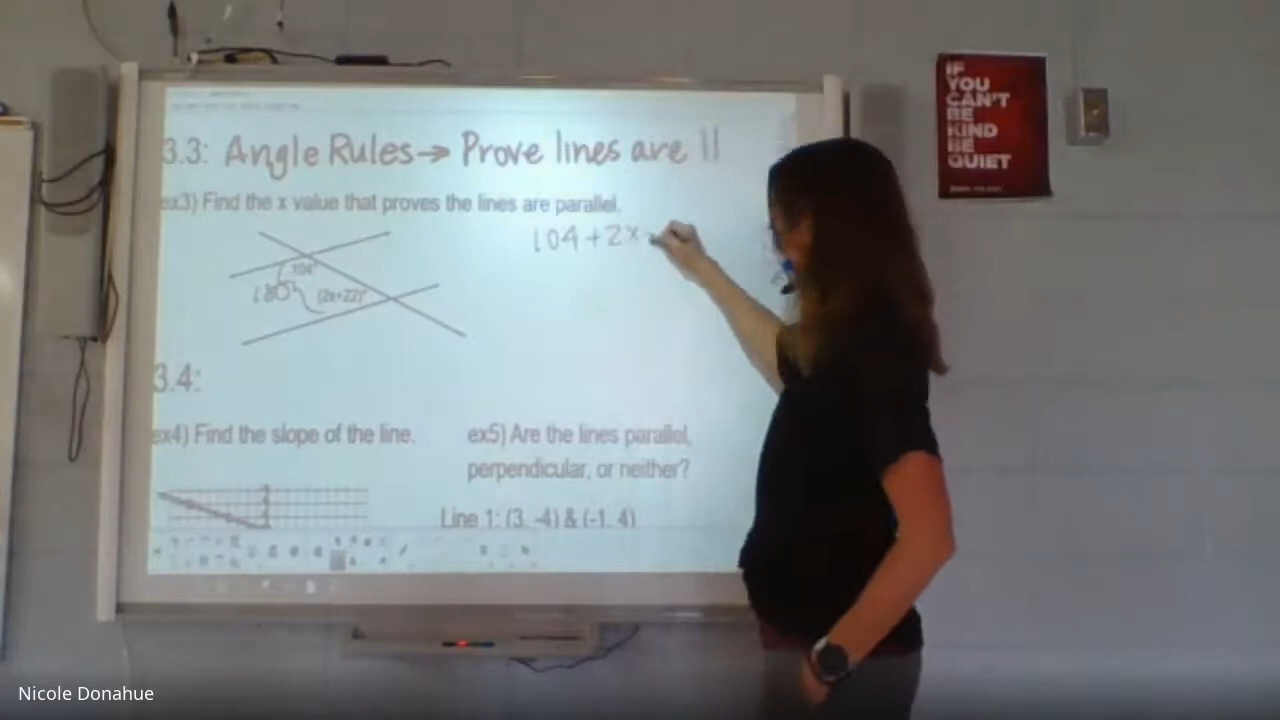 3.3: Angle Rules → Prove lines are ||
ex3) Find the x value that proves the lines are parallel.
104+2x
104°
180
(2x+22)°
3.4:
ex4) Find the slope of the line.
ex5) Are the lines parallel,
perpendicular, or neither?
Line 1: (3, -4) & (-1, 4)
IF
YOU
CAN'T
BE
KIND
BE
QUIET
Nicole Donahue